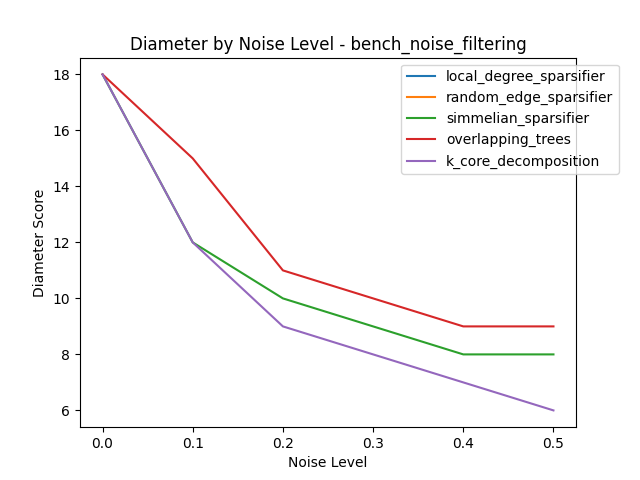 Diameter by Noise Level - bench_noise_filtering
local_degree_sparsifier
random_edge_sparsifier
simmelian_sparsifier
overlapping_trees
k_core_decomposition
Diameter Score
18
16
14
12
10
8
6
0.0 0.1 0.2 0.3 0.4 0.5
Noise Level